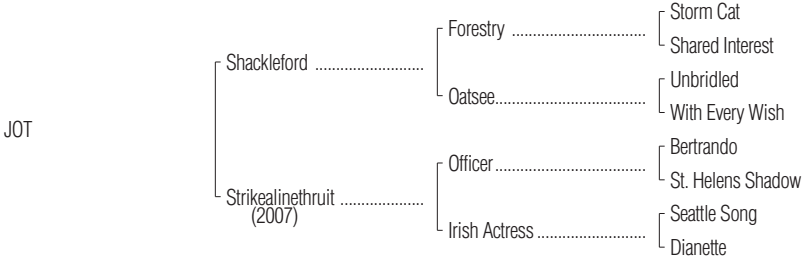 Storm Cat
Forestry ..............................
Shared Interest
Shackleford .........................
Unbridled
Oatsee...................................
With Every Wish
JOT
Bertrando
Officer...................................
St. Helens Shadow
Strikealinethruit ...................
(2007)
Seattle Song
Irish Actress .........................
Dianette